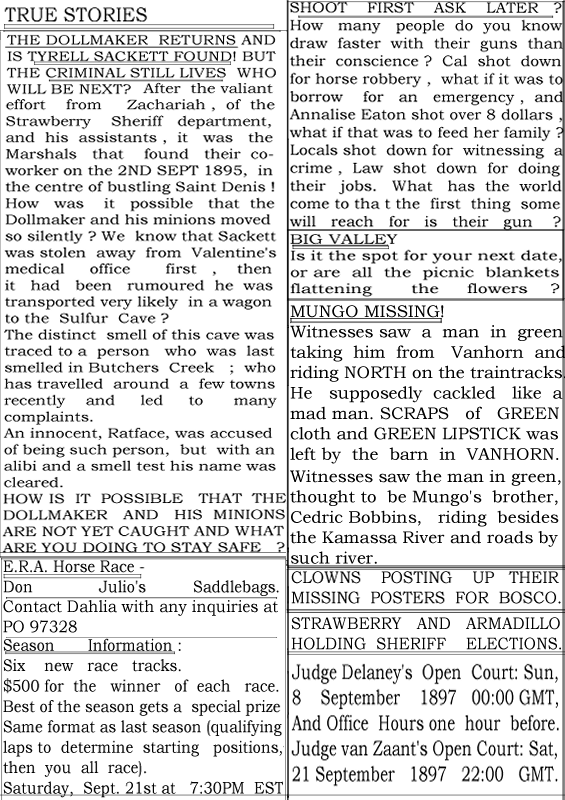 TRUE STORIES
THE DOLLMAKER RETURNS AND
IS TYRELL SACKETT FOUND! BUT
THE CRIMINAL STILL LIVES WHO
WILL BE NEXT? After the valiant
effort from Zachariah , of the
Strawberry Sheriff department,
and his assistants , it was the
Marshals that found their co-
worker on the 2ND SEPT 1895, in
the centre of bustling Saint Denis !
How was it possible that the
Dollmaker and his minions moved
so silently ? We know that Sackett
was stolen away from Valentine's
medical office first , then
it had been rumoured he was
transported very likely in a wagon
to the Sulfur Cave ?
The distinct smell of this cave was
traced to a person who was last
smelled in Butchers Creek ; who
has travelled around a few towns
recently and led to many
complaints.
An innocent, Ratface, was accused
of being such person, but with an
alibi and a smell test his name was
cleared.
HOW IS IT POSSIBLE THAT THE
DOLLMAKER AND HIS MINIONS
ARE NOT YET CAUGHT AND WHAT
ARE YOU DOING TO STAY SAFE ?
E.R.A. Horse Race -
Don Julio's Saddlebags.
Contact Dahlia with any inquiries at
PO 97328
Season Information :
Six new race tracks.
$500 for the winner of each race.
Best of the season gets a special prize
Same format as last season (qualifying
laps to determine starting positions,
then you all race).
Saturday, Sept. 21st at 7:30PM EST
SHOOT FIRST ASK LATER ?
How many people do you know
draw faster with their guns than
their conscience ? Cal shot down
for horse robbery , what if it was to
borrow for an emergency , and
Annalise Eaton shot over 8 dollars ,
what if that was to feed her family ?
Locals shot down for witnessing a
crime , Law shot down for doing
their jobs. What has the world
come to tha t the first thing some
will reach for is their gun ?
BIG VALLEY
Is it the spot for your next date,
or are all the picnic blankets
flattening the flowers ?
MUNGO MISSING!
Witnesses saw a man in green
taking him from Vanhorn and
riding NORTH on the traintracks.
He supposedly cackled like a
mad man. SCRAPS of GREEN
cloth and GREEN LIPSTICK was
left by the barn in VANHORN.
Witnesses saw the man in green,
thought to be Mungo's brother,
Cedric Bobbins, riding besides
the Kamassa River and roads by
such river.
CLOWNS POSTING UP THEIR
MISSING POSTERS FOR BOSCO.
STRAWBERRY AND ARMADILLO
HOLDING SHERIFF ELECTIONS.
Judge Delaney's Open Court: Sun,
8 September 1897 00:00 GMT,
And Office Hours one hour before.
Judge van Zaant's Open Court: Sat,
21 September 1897 22:00 GMT.